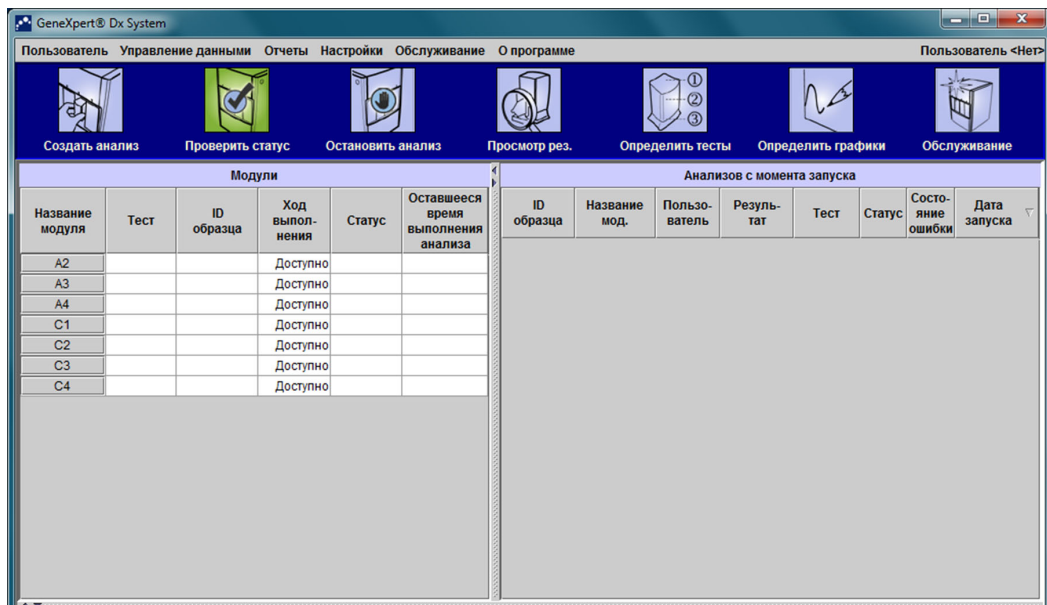 GeneXpert® Dx System
Пользователь Управление данными Отчеты Настройки Обслуживание О программе Пользователь <Нет>
①
②
③
Создать анализ Проверить статус Остановить анализ Просмотр рез. Определить тесты Определить графики Обслуживание
Модули
Анализов с момента запуска
Название модуля Тест ID образца Ход выпол-нения Статус Оставшееся время выполнения анализа
ID образца Название мод. Пользо-ватель Резуль-тат Тест Статус Состо-яние ошибки Дата запуска
A2 Доступно
A3 Доступно
A4 Доступно
C1 Доступно
C2 Доступно
C3 Доступно
C4 Доступно